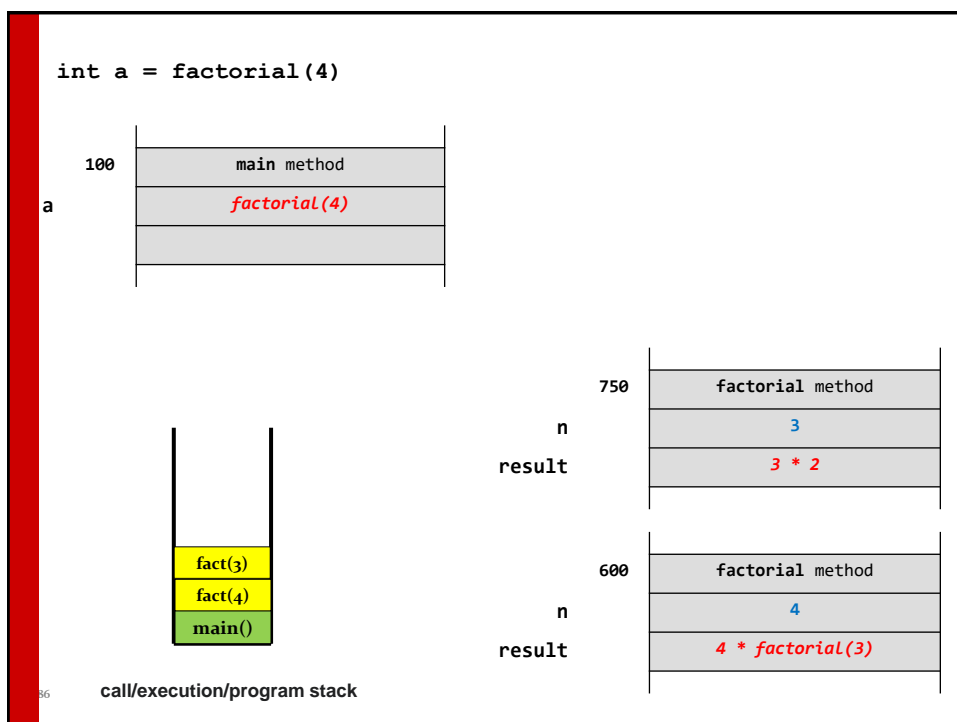 int a = factorial(4)
100 main method
a factorial(4)
750 factorial method
n 3
result 3 * 2
fact(3)
fact(4)
main()
600 factorial method
n 4
result 4 * factorial(3)
86 call/execution/program stack